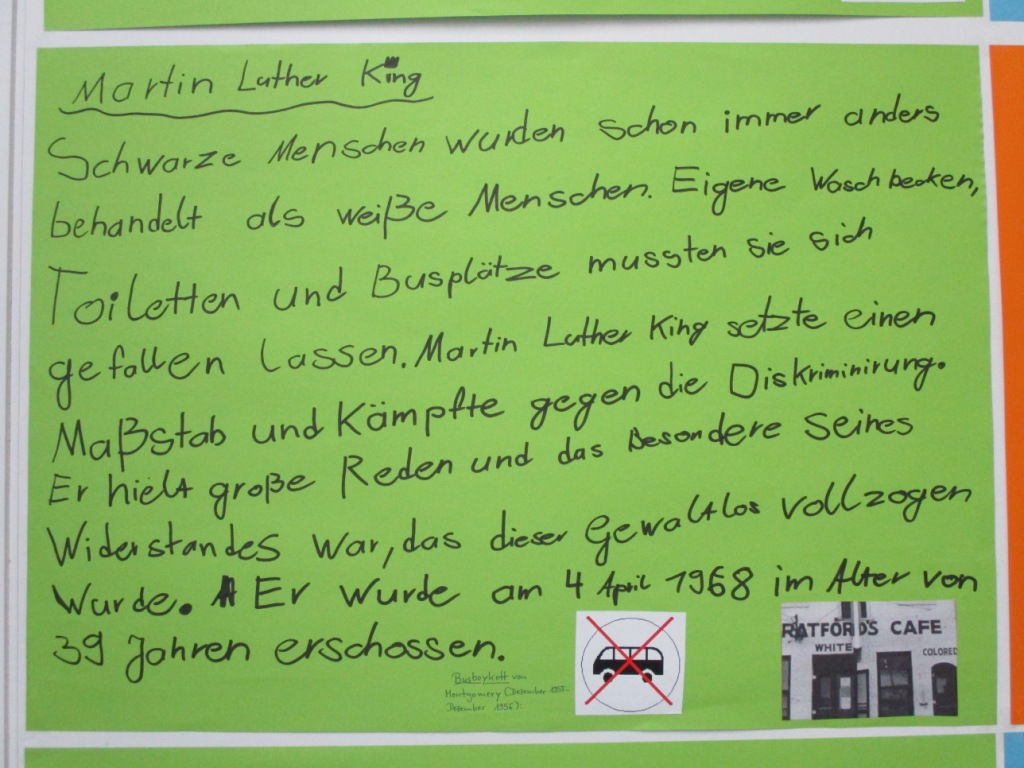 Martin Luther King
Schwarze Menschen wurden schon immer anders
behandelt als weiße Menschen. Eigene Waschbecken,
Toiletten und Busplätze mussten sie sich
gefallen lassen. Martin Luther King setzte einen
Maßstab und Kämpfte gegen die Diskriminirung.
Er hielt große Reden und das Besondere seines
Widerstandes war, das dieser Gewaltlos vollzogen
Wurde. Er wurde am 4 April 1968 im Alter von
39 Jahren erschossen.
Busboykott von
Montgomery (Dezember 1955-
Dezember 1956):
RATFORD'S CAFE
WHITE
COLORED